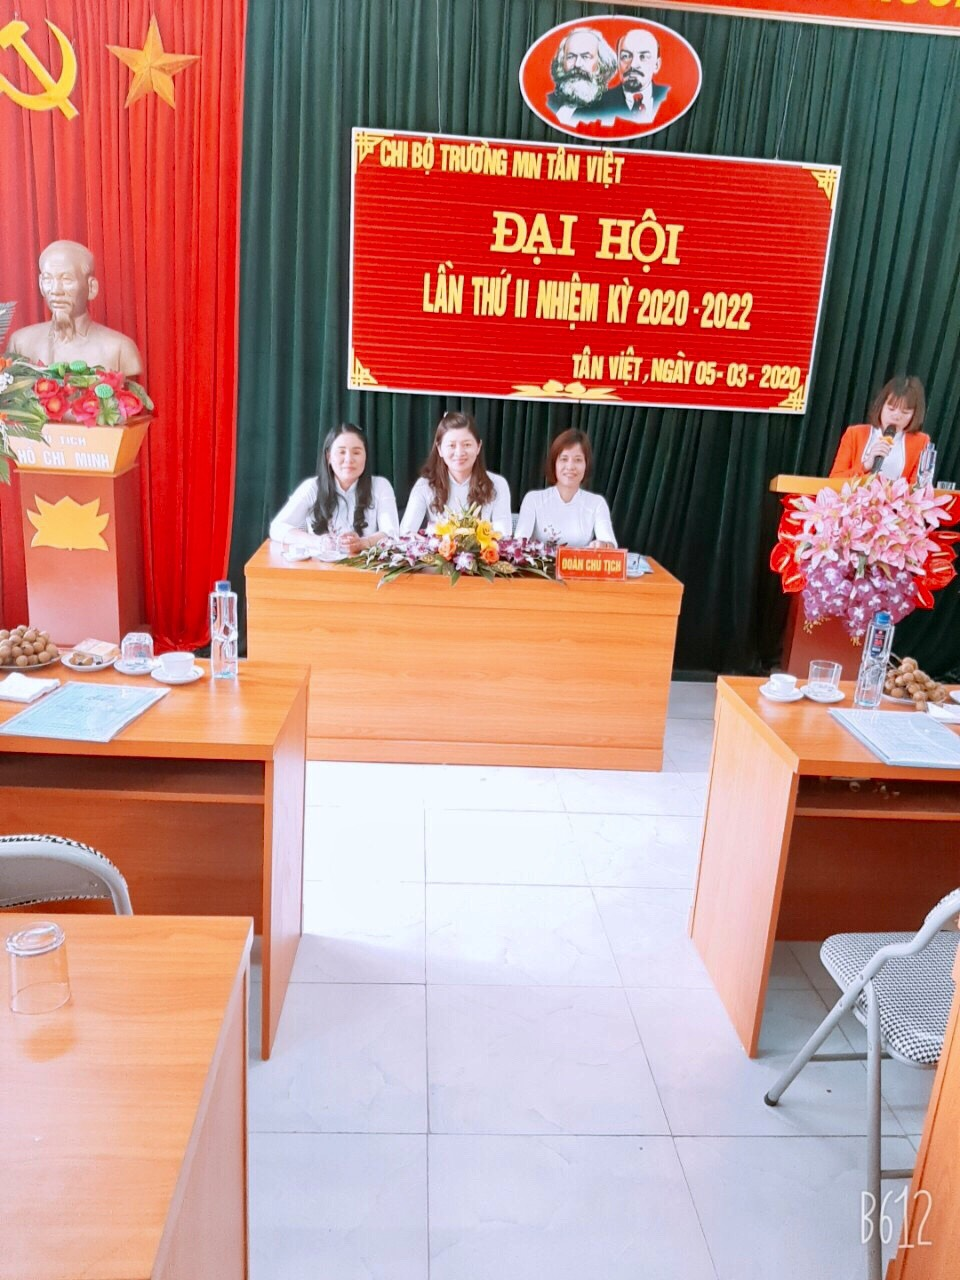 CHI BỘ TRƯỜNG MN TÂN VIỆT
ĐẠI HỘI
LẦN THỨ II NHIỆM KỲ 2020 - 2022
TÂN VIỆT, NGÀY 05 - 03 - 2020
TỊCH
HỒ CHÍ MINH
ĐOÀN CHỦ TỊCH
B612